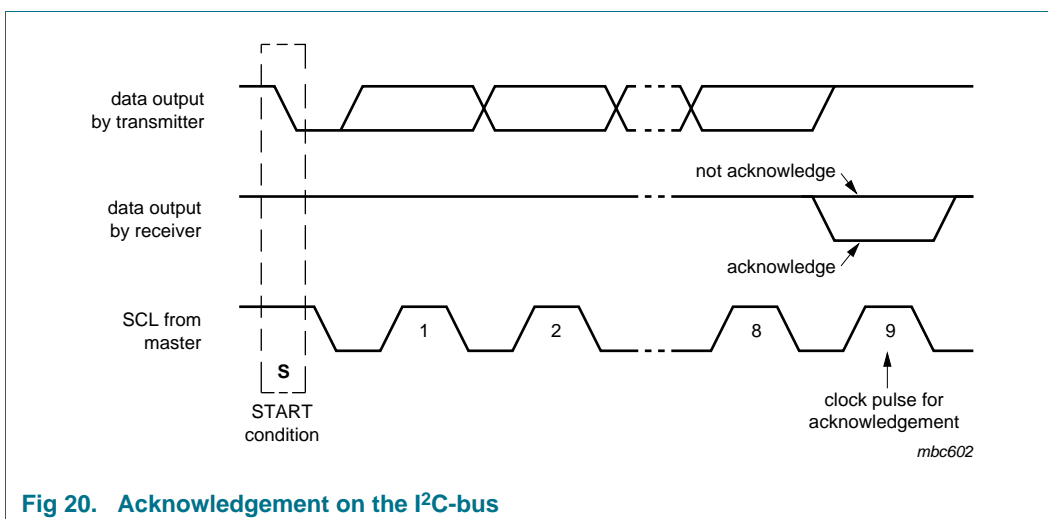 data output
by transmitter
not acknowledge
data output
by receiver
acknowledge
SCL from
master
1
2
8
9
S
START
condition
clock pulse for
acknowledgement
mbc602
Fig 20. Acknowledgement on the I²C-bus